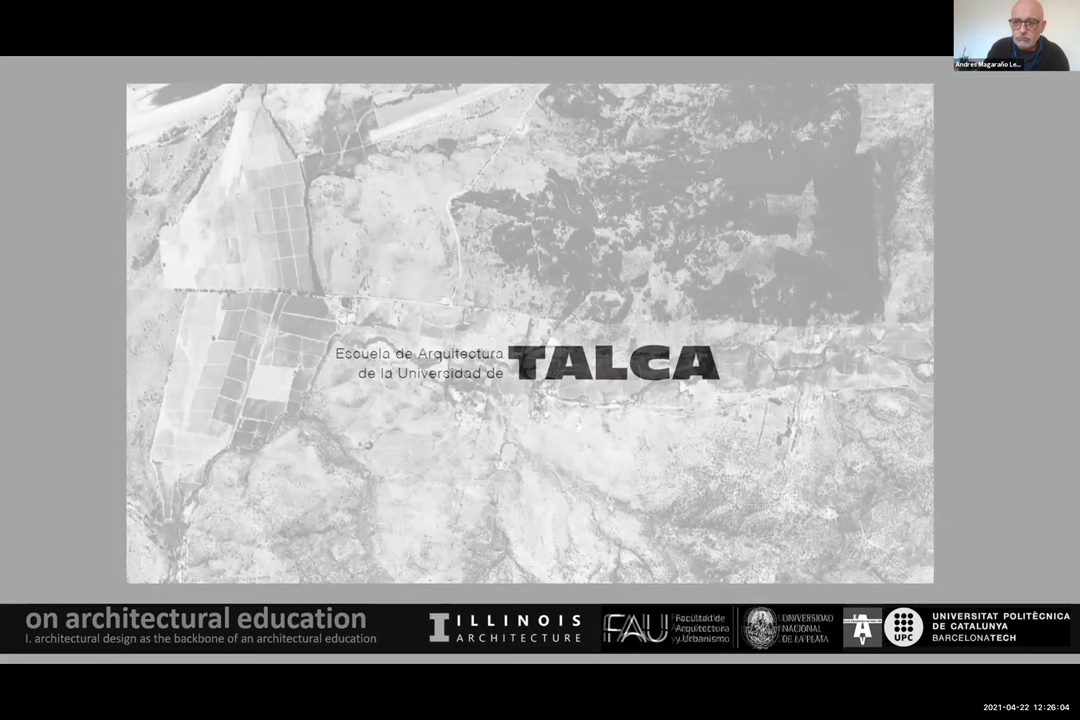 Andres Magaraño Le...
Escuela de Arquitectura
de la Universidad de
TALCA
on architectural education
I. architectural design as the backbone of an architectural education
ILLINOIS
ARCHITECTURE
FAU
Facultad de
Arquitectura
y Urbanismo
UNIVERSIDAD
NACIONAL
DE LA PLATA
UPC
UNIVERSITAT POLITÈCNICA
DE CATALUNYA
BARCELONATECH
2021-04-22 12:26:04